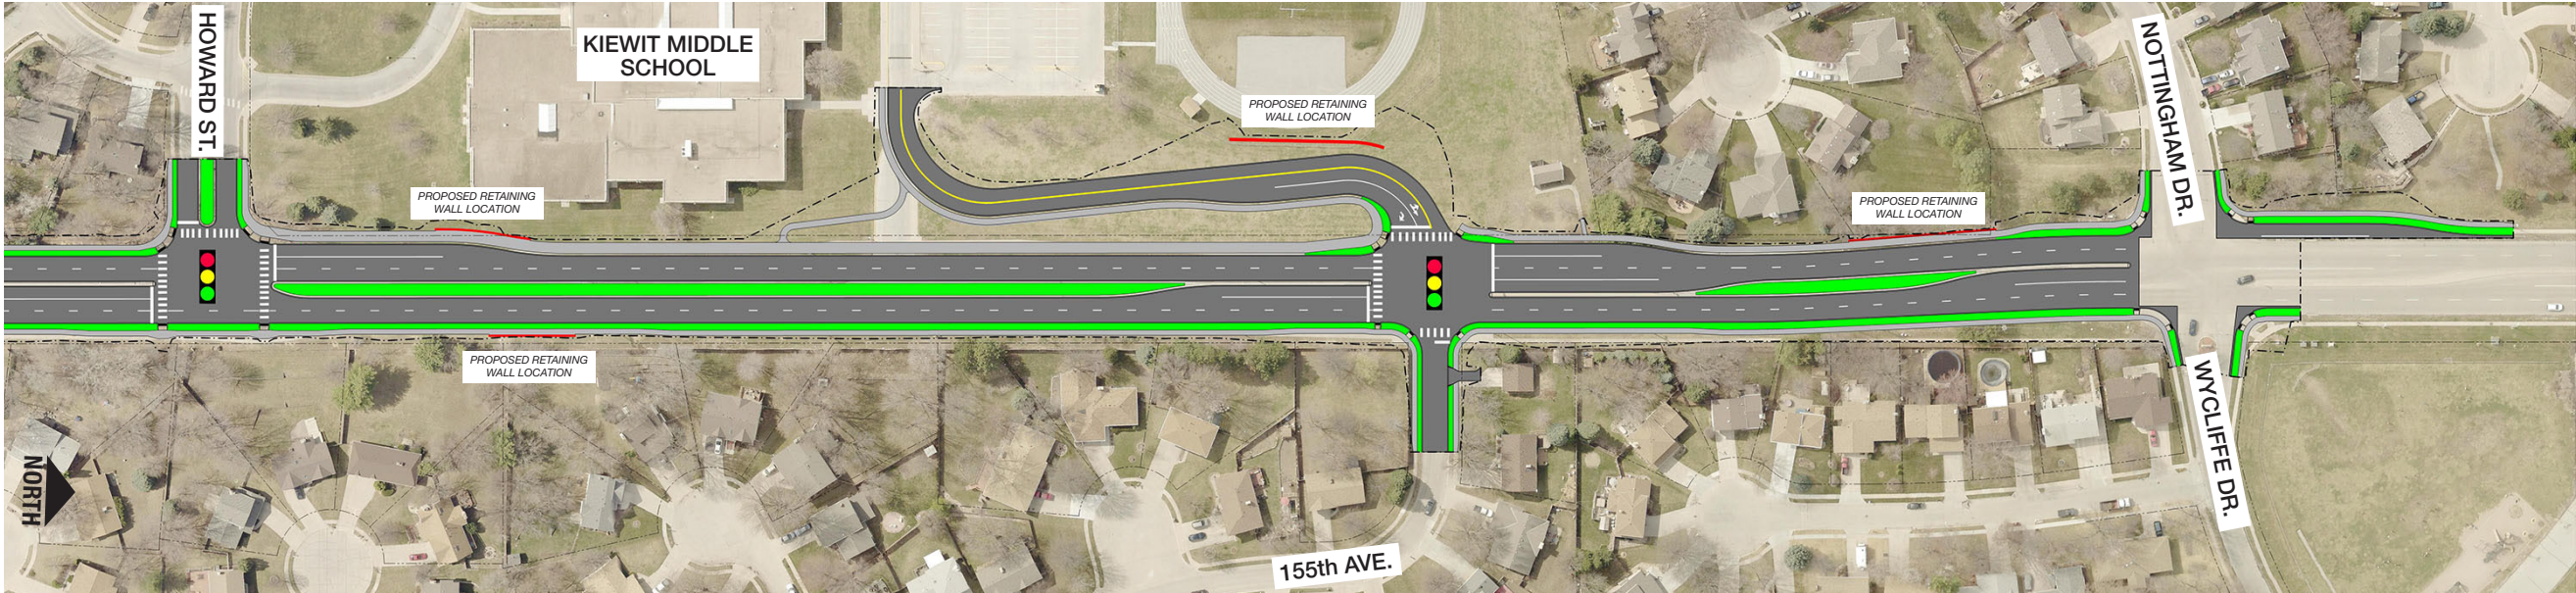 HOWARD ST.
KIEWIT MIDDLE
SCHOOL
PROPOSED RETAINING
WALL LOCATION
PROPOSED RETAINING
WALL LOCATION
PROPOSED RETAINING
WALL LOCATION
NOTTINGHAM DR.
PROPOSED RETAINING
WALL LOCATION
WYCLIFFE DR.
NORTH
155th AVE.